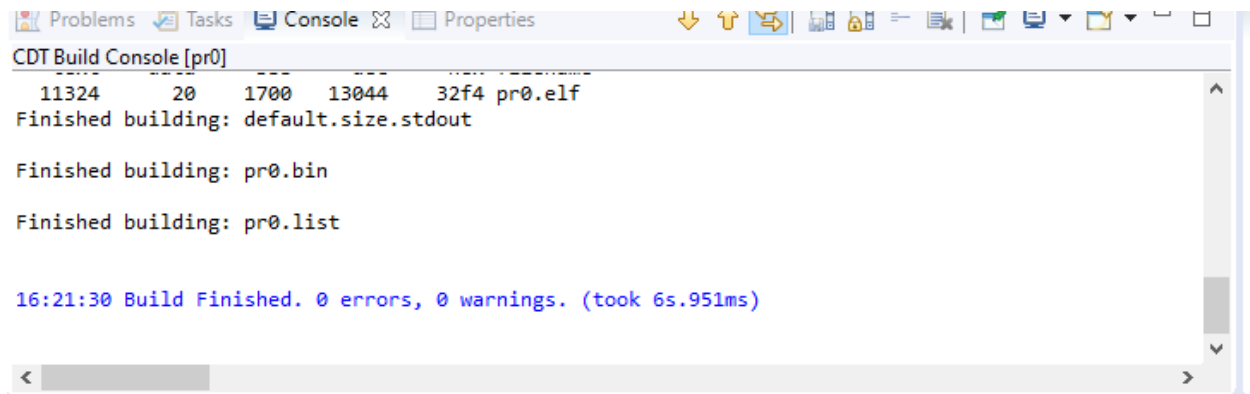 Problems Tasks Console Properties
CDT Build Console [pr0]
11324 20 1700 13044 32f4 pr0.elf
Finished building: default.size.stdout
Finished building: pr0.bin
Finished building: pr0.list
16:21:30 Build Finished. 0 errors, 0 warnings. (took 6s.951ms)